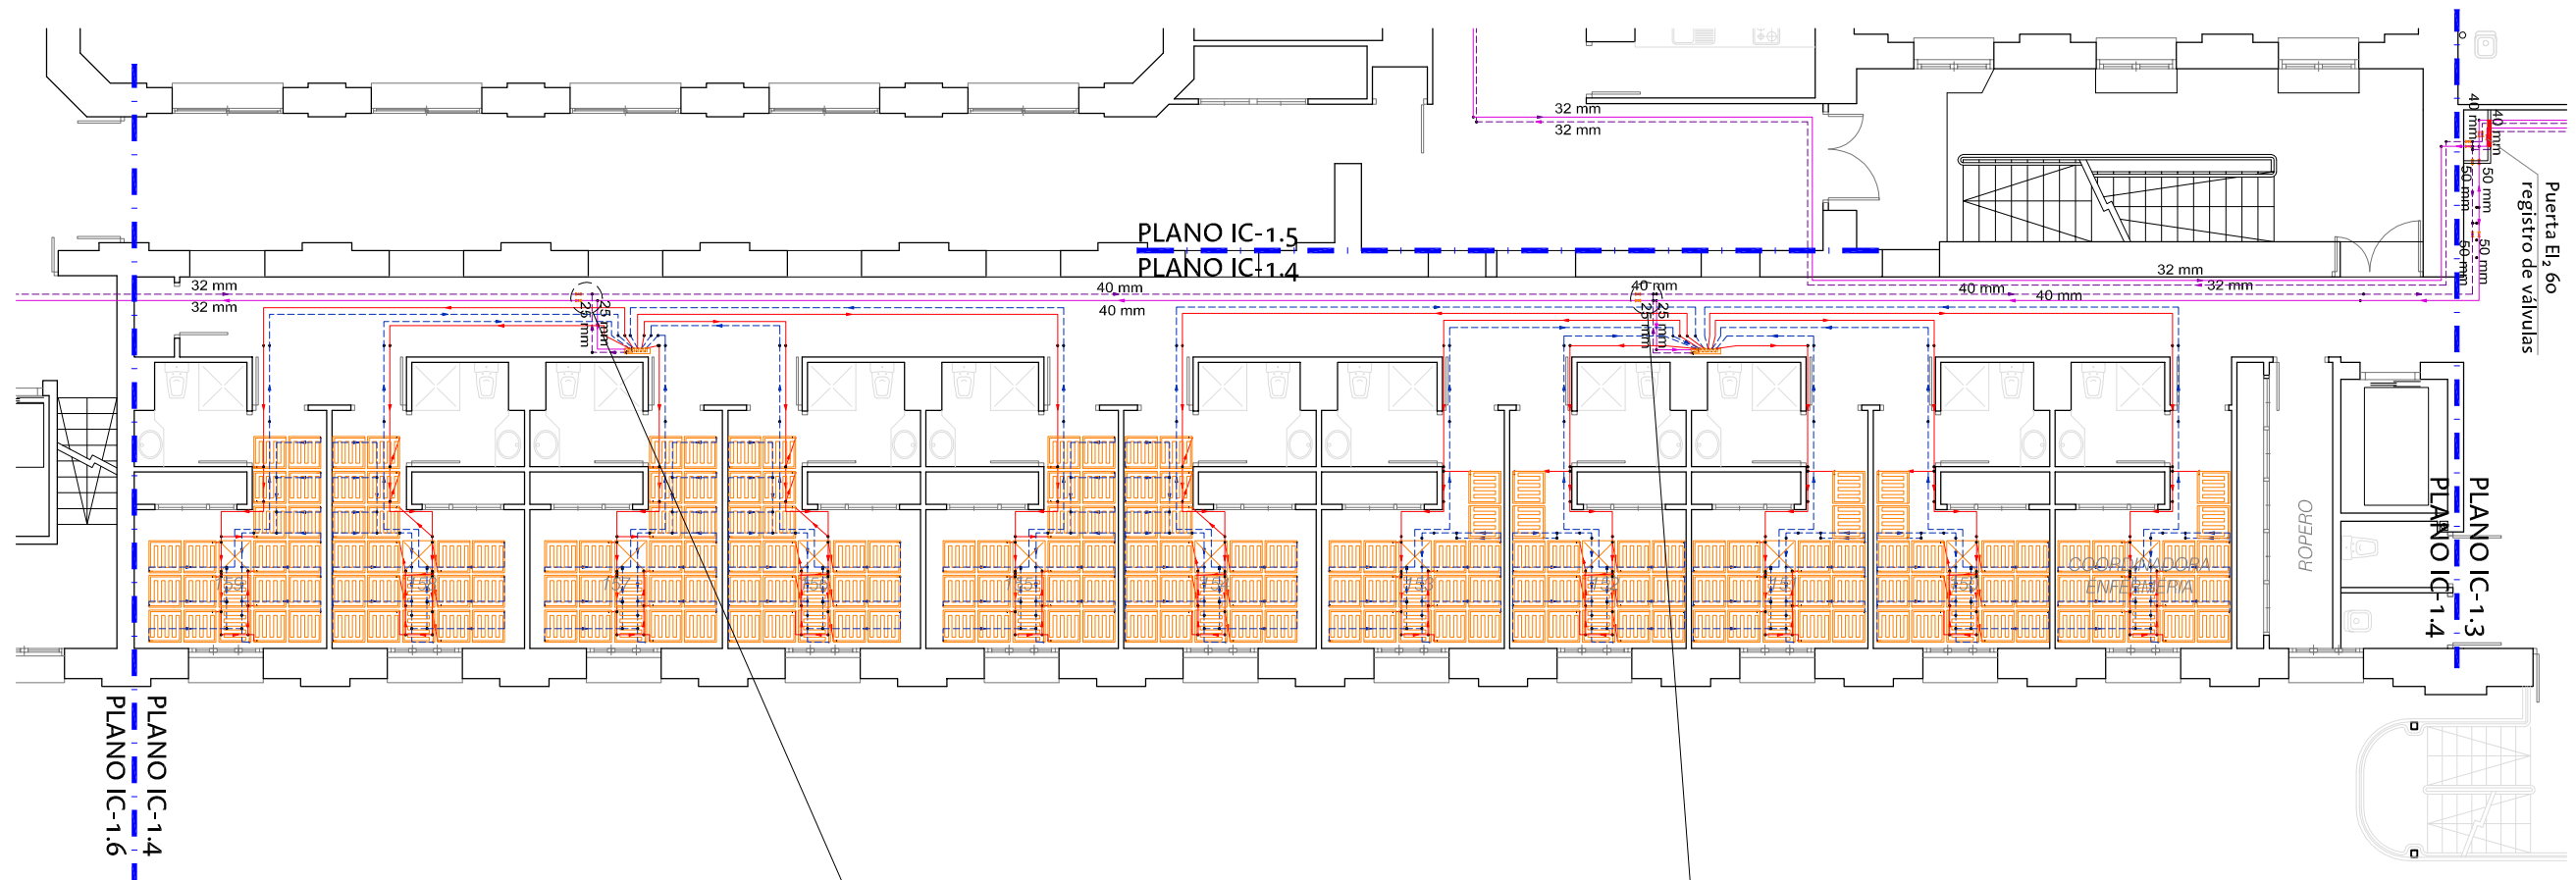 32 mm
32 mm
40 mm
40 mm
50 mm
50 mm
50 mm
50 mm
Puerta EI₂ 60
registro de válvulas
PLANO IC-1.5
PLANO IC-1.4
32 mm
32 mm
32 mm
32 mm
40 mm
40 mm
40 mm
40 mm
40 mm
25 mm
25 mm
25 mm
25 mm
157
153
152
COORDINADORA
ENFERMERIA
ROPERO
PLANO IC-1.3
PLANO IC-1.4
PLANO IC-1.4
PLANO IC-1.6